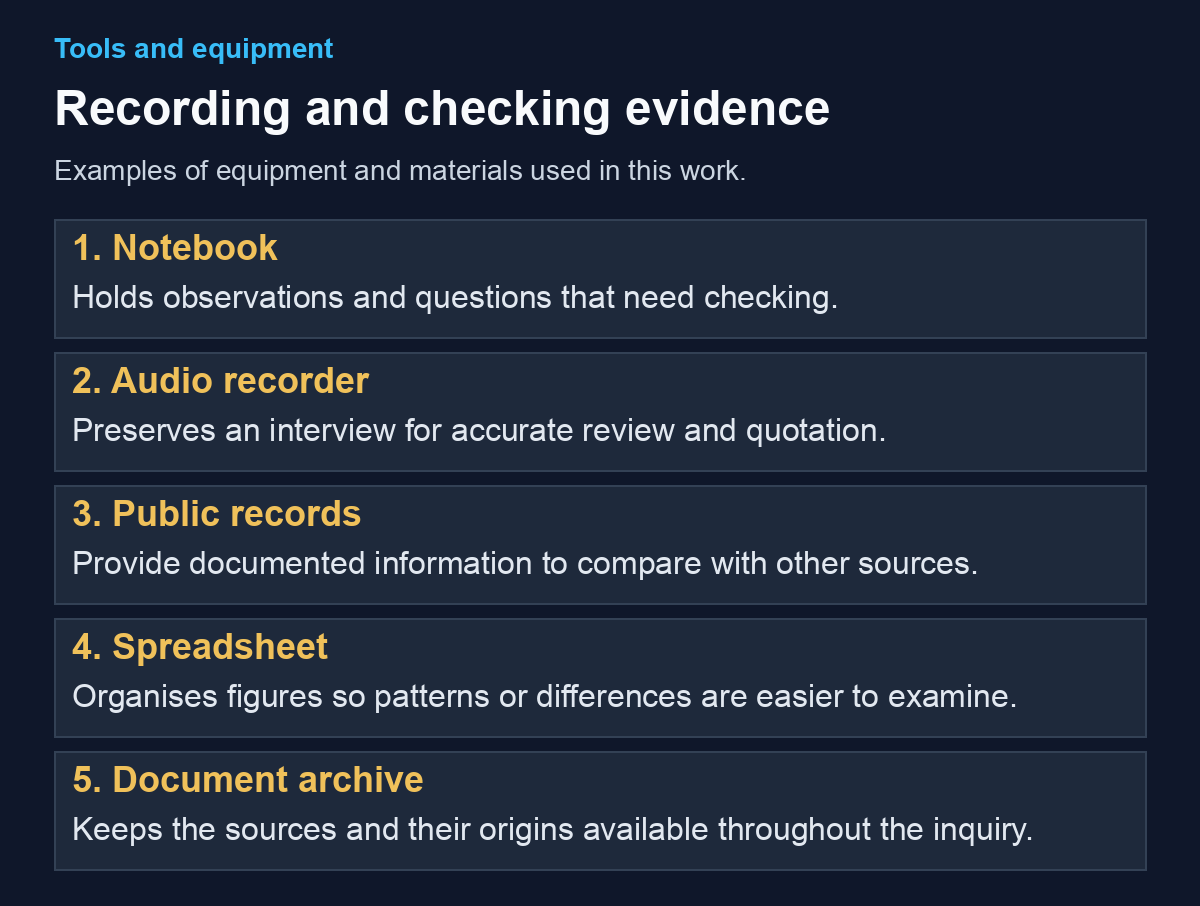 Tools and equipment
Recording and checking evidence
Examples of equipment and materials used in this work.
1. Notebook
Holds observations and questions that need checking.
2. Audio recorder
Preserves an interview for accurate review and quotation.
3. Public records
Provide documented information to compare with other sources.
4. Spreadsheet
Organises figures so patterns or differences are easier to examine.
5. Document archive
Keeps the sources and their origins available throughout the inquiry.